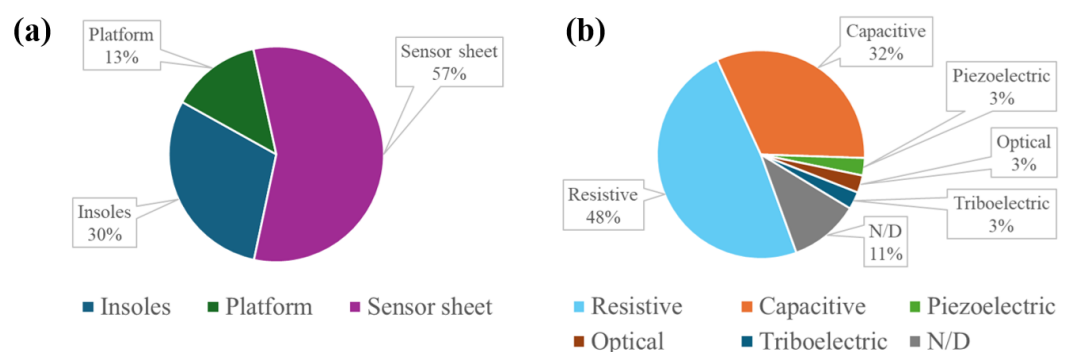 (a)
Platform
13%
Sensor sheet
57%
Insoles
30%
Insoles Platform Sensor sheet
(b)
Capacitive
32%
Piezoelectric
3%
Optical
3%
Triboelectric
3%
N/D
11%
Resistive
48%
Resistive Capacitive Piezoelectric
Optical Triboelectric N/D